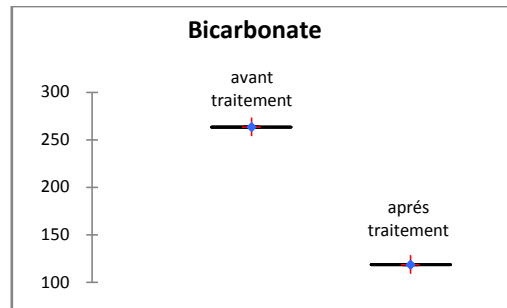 Bicarbonate
avant
traitement
300
250
200
aprés
traitement
150
100